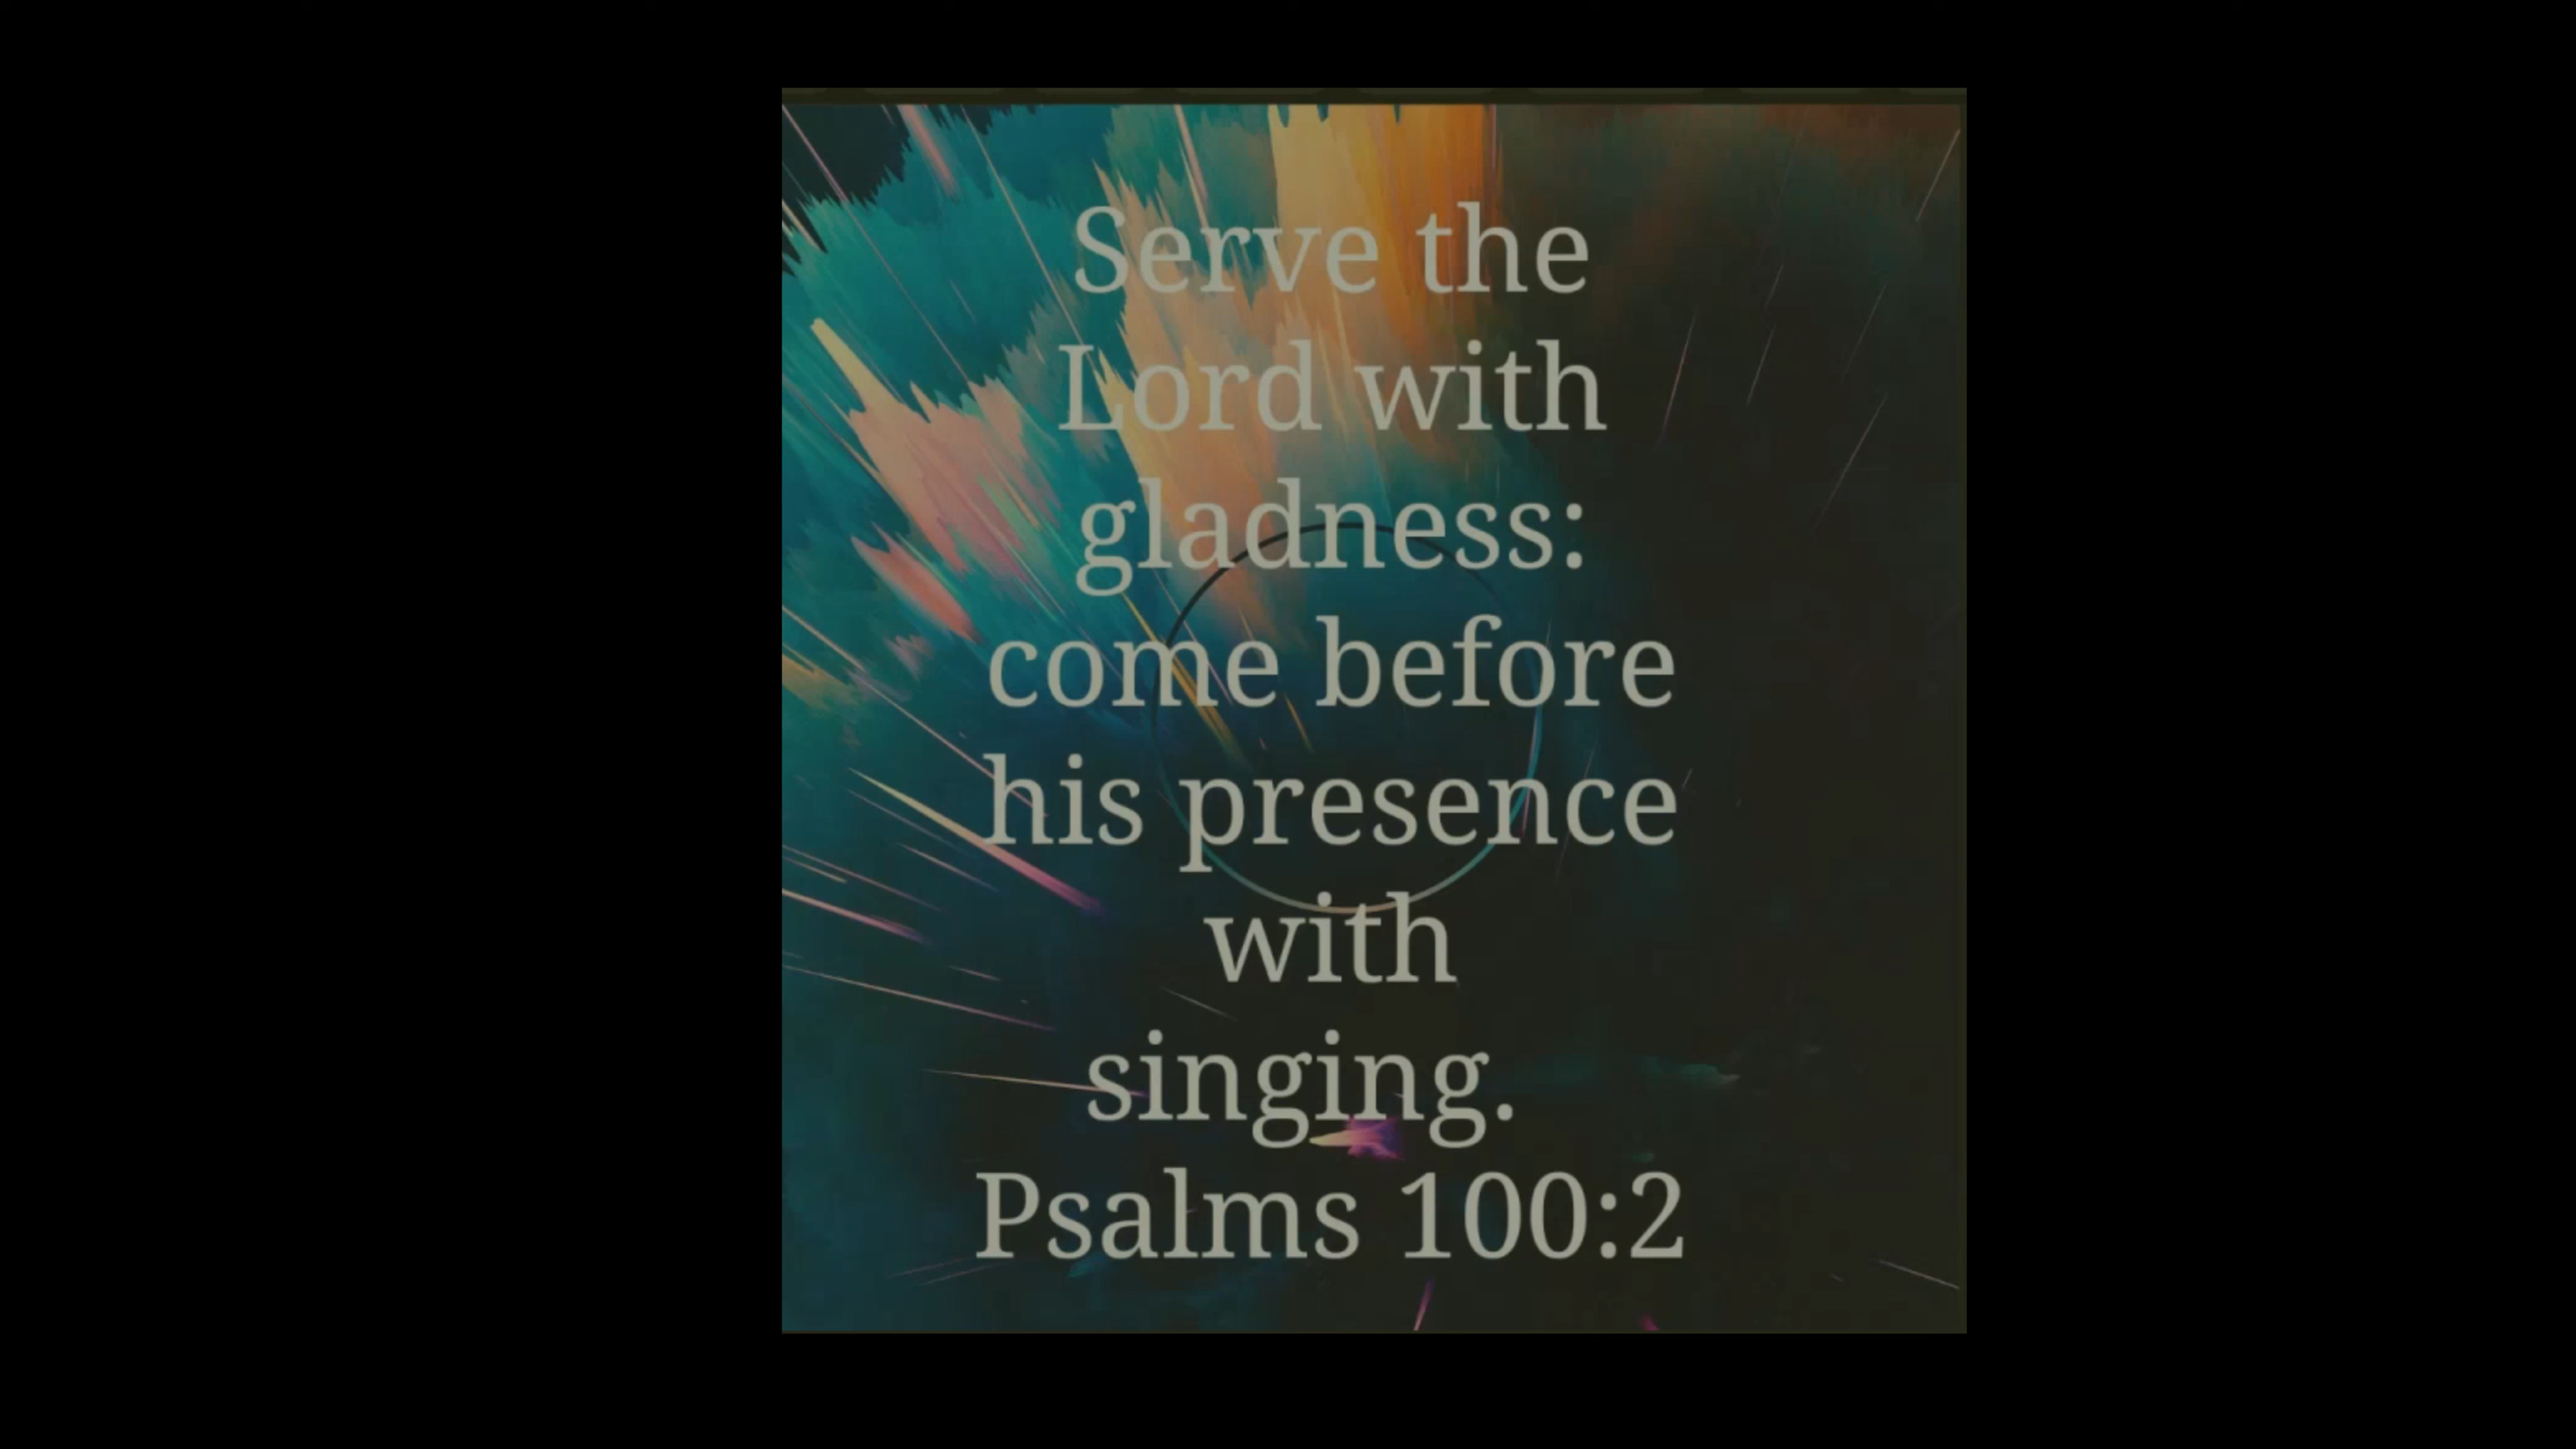 Serve the
Lord with
gladness:
come before
his presence
with
singing.
Psalms 100:2